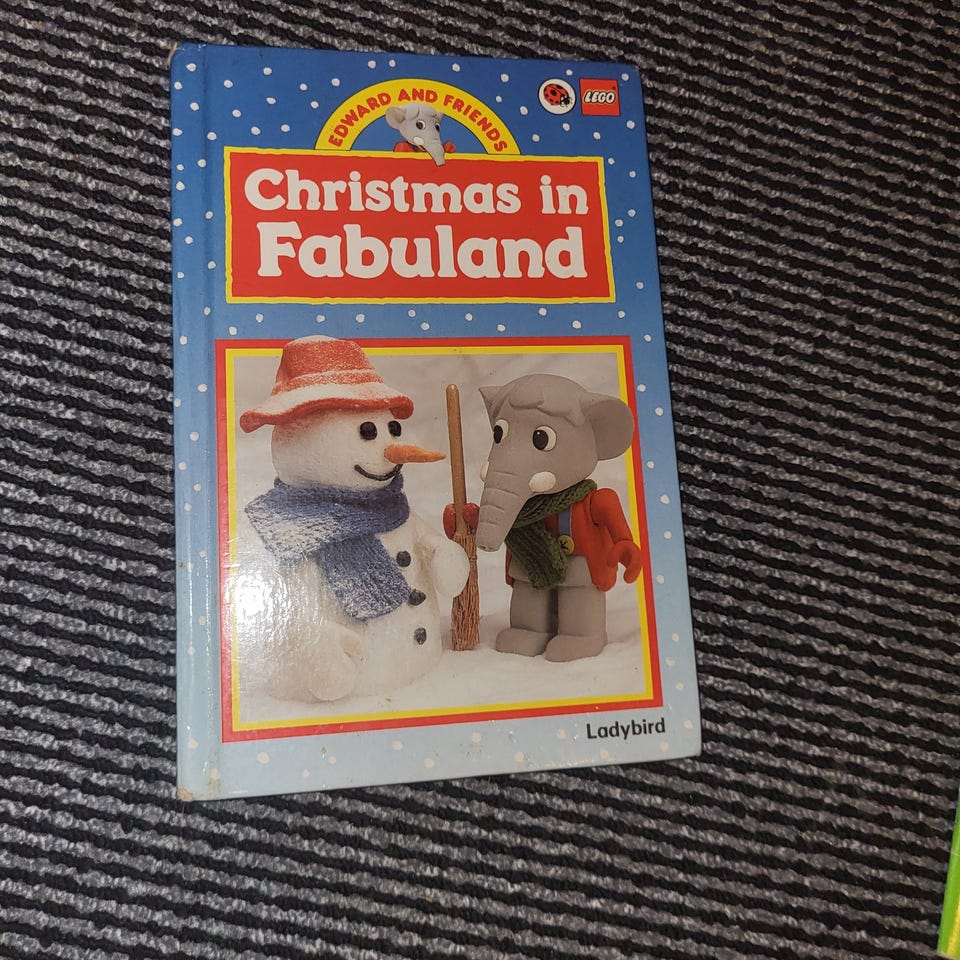 EDWARD AND FRIENDS
LEGO
Christmas in
Fabuland
Ladybird